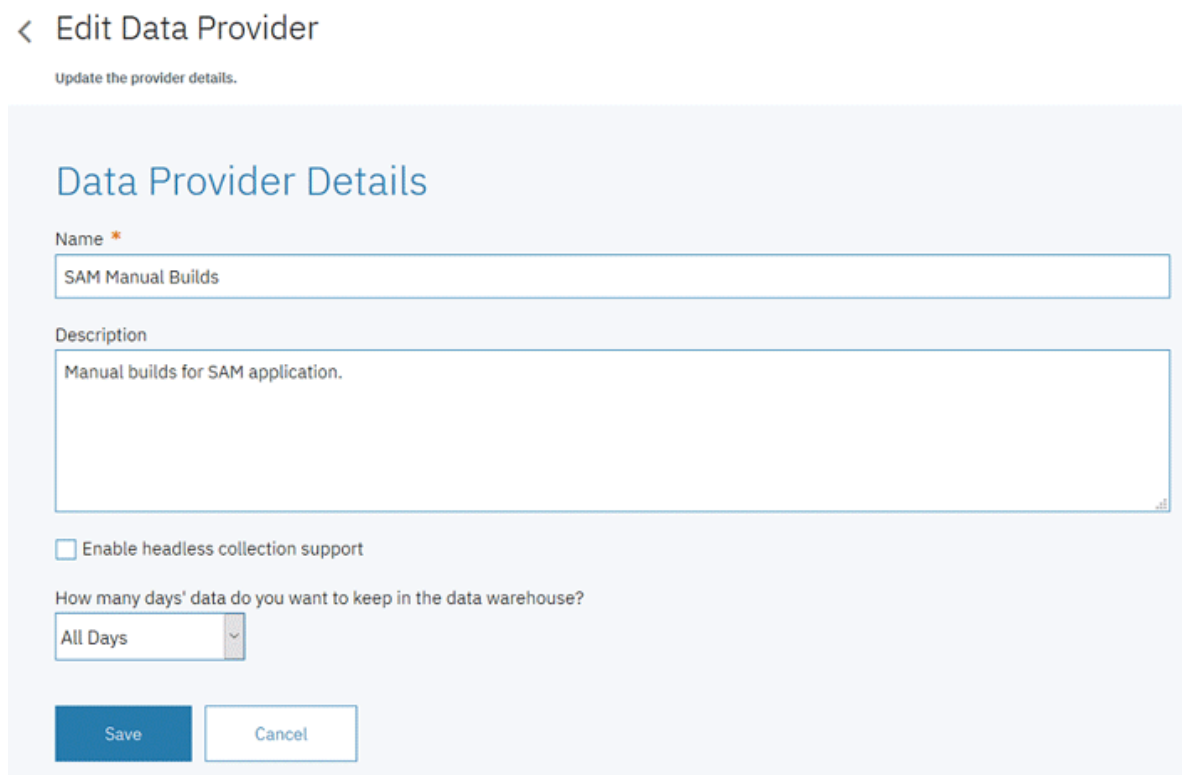 Edit Data Provider
Update the provider details.
Data Provider Details
Name *
SAM Manual Builds
Description
Manual builds for SAM application.
Enable headless collection support
How many days' data do you want to keep in the data warehouse?
All Days
Save
Cancel